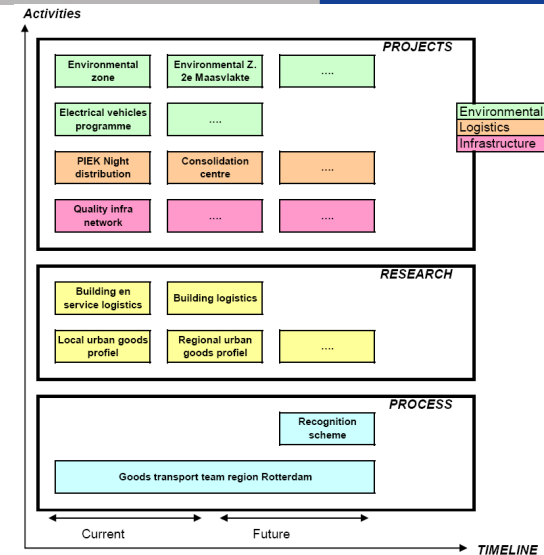 Activities
PROJECTS
Environmental
zone
Environmental Z.
2e Maasvlakte
....
Electrical vehicles
programme
....
Environmental
Logistics
Infrastructure
PIEK Night
distribution
Consolidation
centre
....
Quality infra
network
....
....
RESEARCH
Building en
service logistics
Building logistics
Local urban goods
profiel
Regional urban
goods profiel
....
PROCESS
Recognition
scheme
Goods transport team region Rotterdam
Current
Future
TIMELINE